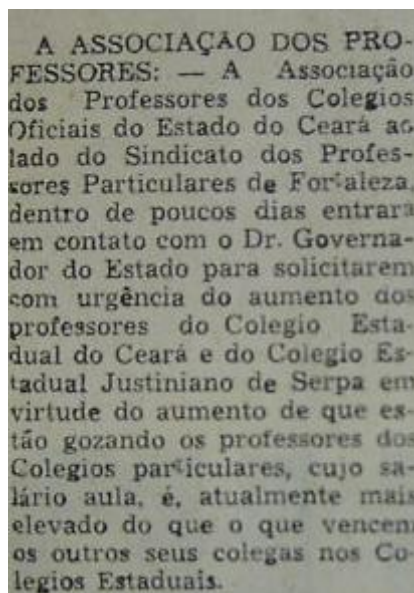 A ASSOCIAÇÃO DOS PRO-
FESSORES: — A Associação
dos Professores dos Colegios
Oficiais do Estado do Ceará ao
lado do Sindicato dos Profes-
sores Particulares de Fortaleza,
dentro de poucos dias entrará
em contato com o Dr. Governa-
dor do Estado para solicitarem
com urgência do aumento dos
professores do Colegio Esta-
dual do Ceará e do Colegio Es-
tadual Justiniano de Serpa em
virtude do aumento de que es-
tão gozando os professores dos
Colegios particulares, cujo sa-
lário aula, é, atualmente mais
elevado do que o que vencem
os outros seus colegas nos Co-
legios Estaduais.